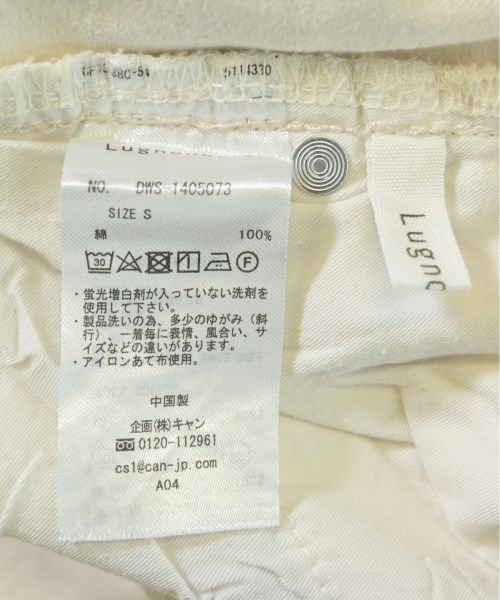 5114330
NO. DWS-1405073
SIZE S
綿 100%
30 F
・蛍光増白剤が入っていない洗剤を
使用して下さい。
・製品洗いの為、多少のゆがみ(斜
行)、一着毎に表情、風合い、サ
イズなどの違いがあります。
・アイロンあて布使用。
中国製
企画(株)キャン
0120-112961
cs1@can-jp.com
A04
Lugn